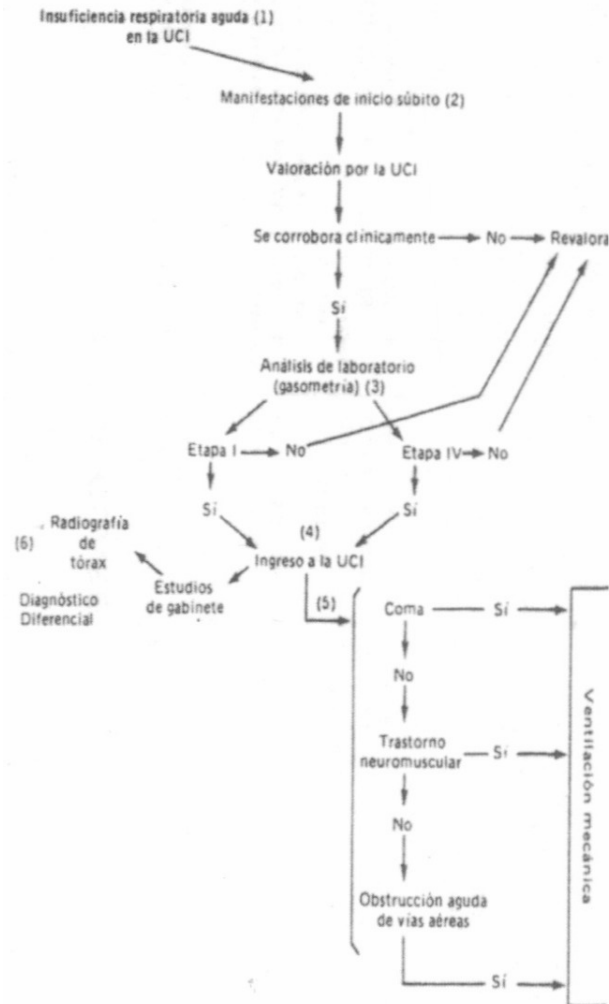 Insuficiencia respiratoria aguda (1)
en la UCI
Manifestaciones de inicio súbito (2)
Valoración por la UCI
Se corrobora clínicamente
No
Revalora
Sí
Análisis de laboratorio
(gasometría) (3)
Etapa I
No
Etapa IV
No
Sí
Sí
(4)
Ingreso a la UCI
(6)
Radiografía
de
tórax
Estudios
de gabinete
Diagnóstico
Diferencial
(5)
Coma
Sí
No
Trastorno
neuromuscular
Sí
No
Obstrucción aguda
de vías aéreas
Sí
Ventilación mecánica